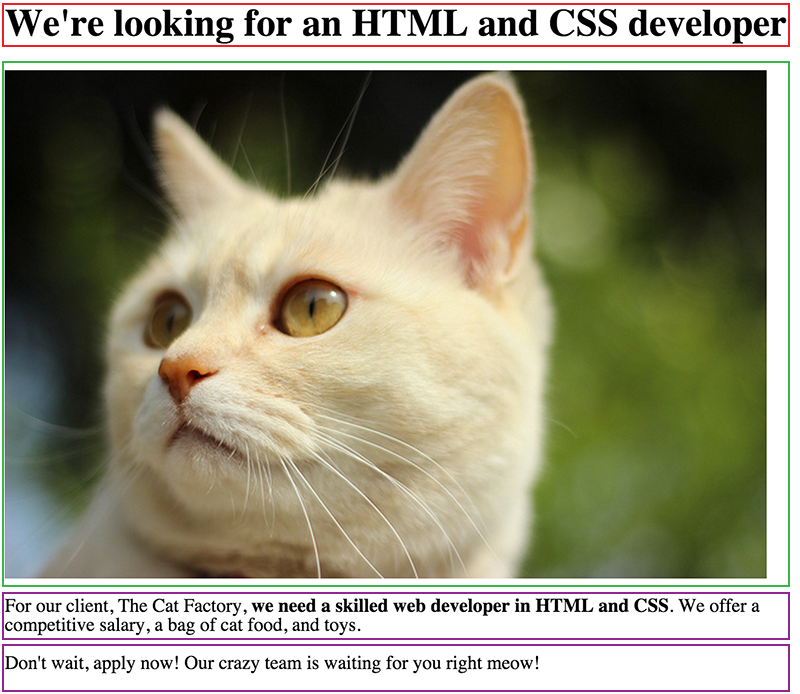 We're looking for an HTML and CSS developer
For our client, The Cat Factory, we need a skilled web developer in HTML and CSS. We offer a
competitive salary, a bag of cat food, and toys.
Don't wait, apply now! Our crazy team is waiting for you right meow!